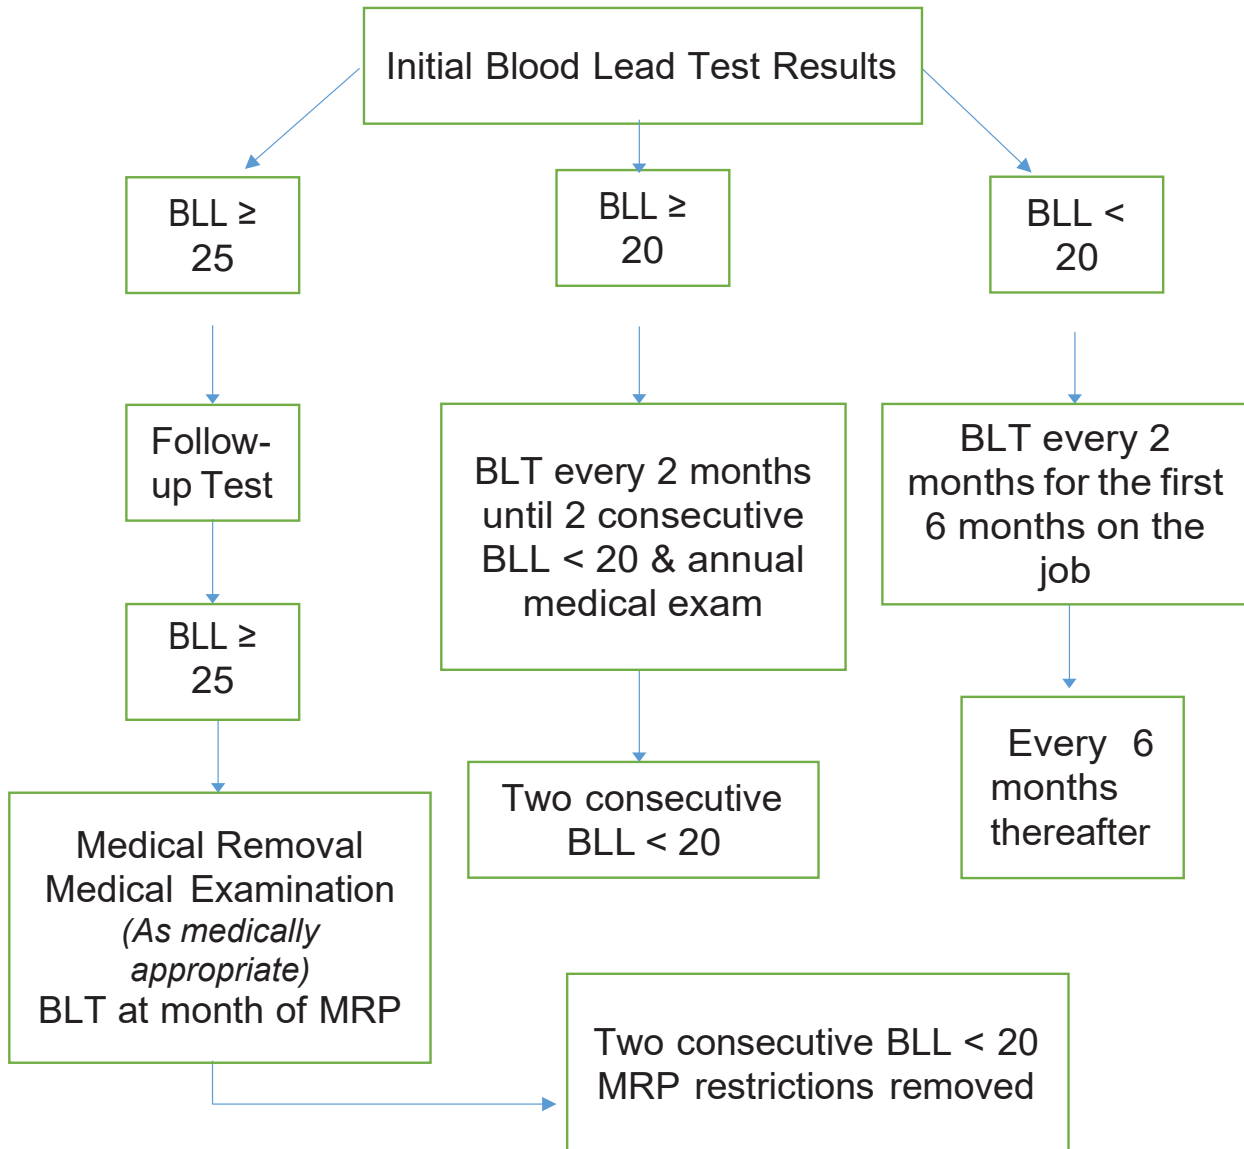 Initial Blood Lead Test Results
BLL ≥
25
BLL ≥
20
BLL <
20
Follow-
up Test
BLT every 2 months
until 2 consecutive
BLL < 20 & annual
medical exam
BLT every 2
months for the first
6 months on the
job
BLL ≥
25
Every 6
months
thereafter
Two consecutive
BLL < 20
Medical Removal
Medical Examination
(As medically
appropriate)
BLT at month of MRP
Two consecutive BLL < 20
MRP restrictions removed